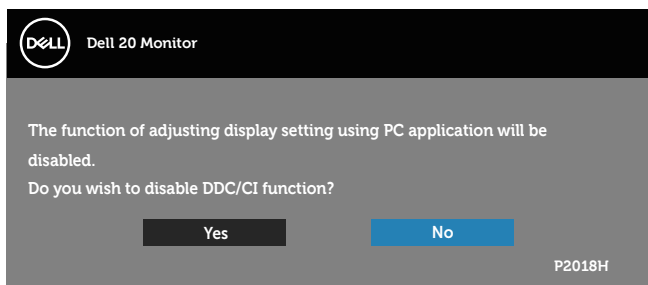 DELL
Dell 20 Monitor
The function of adjusting display setting using PC application will be
disabled.
Do you wish to disable DDC/CI function?
Yes
No
P2018H